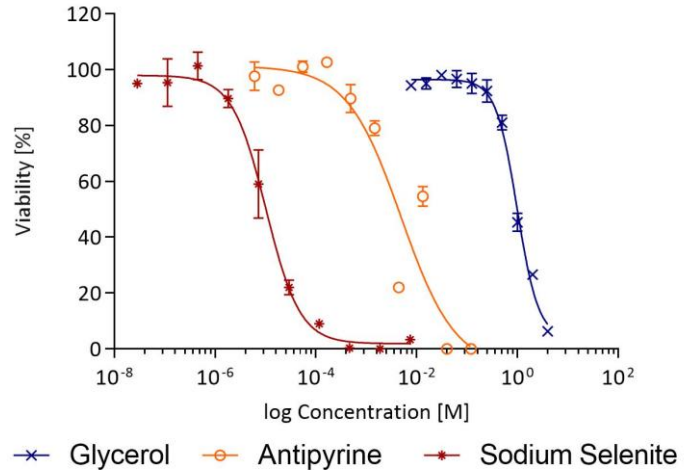 120
100
80
60
40
20
0
Viability [%]
10⁻⁸ 10⁻⁶ 10⁻⁴ 10⁻² 10⁰ 10²
log Concentration [M]
Glycerol Antipyrine Sodium Selenite